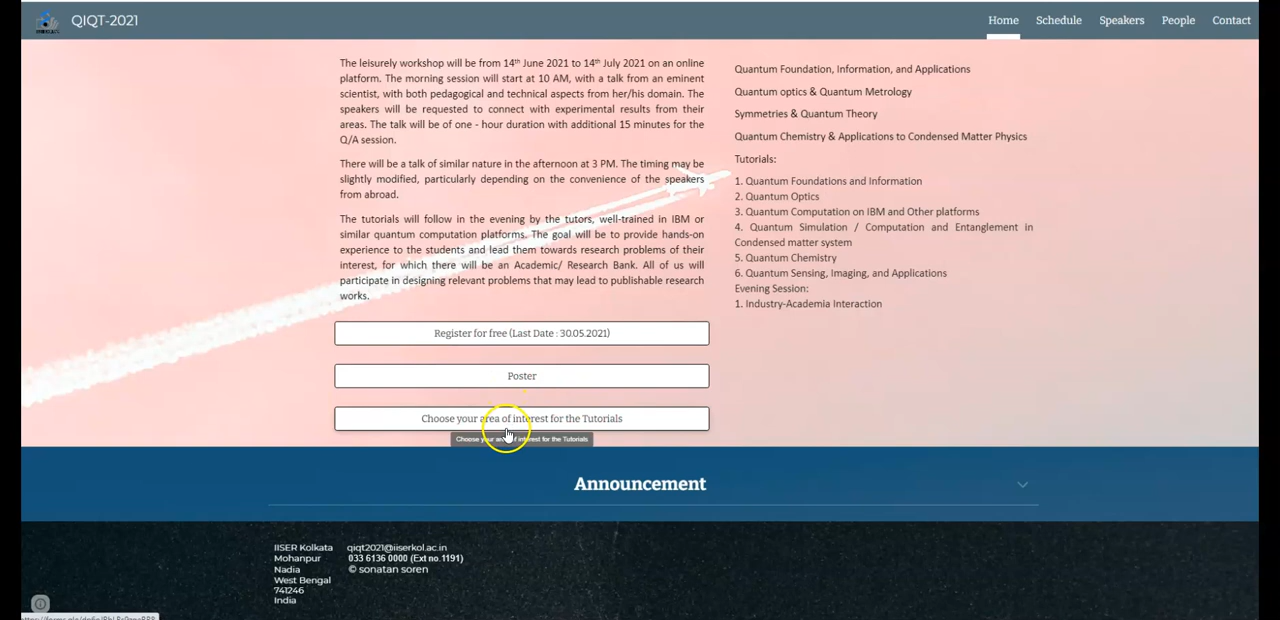 QIQT-2021
Home Schedule Speakers People Contact
The leisurely workshop will be from 14th June 2021 to 14th July 2021 on an online
platform. The morning session will start at 10 AM, with a talk from an eminent
scientist, with both pedagogical and technical aspects from her/his domain. The
speakers will be requested to connect with experimental results from their
areas. The talk will be of one - hour duration with additional 15 minutes for the
Q/A session.
There will be a talk of similar nature in the afternoon at 3 PM. The timing may be
slightly modified, particularly depending on the convenience of the speakers
from abroad.
The tutorials will follow in the evening by the tutors, well-trained in IBM or
similar quantum computation platforms. The goal will be to provide hands-on
experience to the students and lead them towards research problems of their
interest, for which there will be an Academic/ Research Bank. All of us will
participate in designing relevant problems that may lead to publishable research
works.
Register for free (Last Date : 30.05.2021)
Poster
Choose your area of interest for the Tutorials
Choose your area of interest for the Tutorials
Quantum Foundation, Information, and Applications
Quantum optics & Quantum Metrology
Symmetries & Quantum Theory
Quantum Chemistry & Applications to Condensed Matter Physics
Tutorials:
1. Quantum Foundations and Information
2. Quantum Optics
3. Quantum Computation on IBM and Other platforms
4. Quantum Simulation / Computation and Entanglement in
Condensed matter system
5. Quantum Chemistry
6. Quantum Sensing, Imaging, and Applications
Evening Session:
1. Industry-Academia Interaction
Announcement
IISER Kolkata
Mohanpur
Nadia
West Bengal
741246
India
qiqt2021@iiserkol.ac.in
033 6136 0000 (Ext no.1191)
© sonatan soren